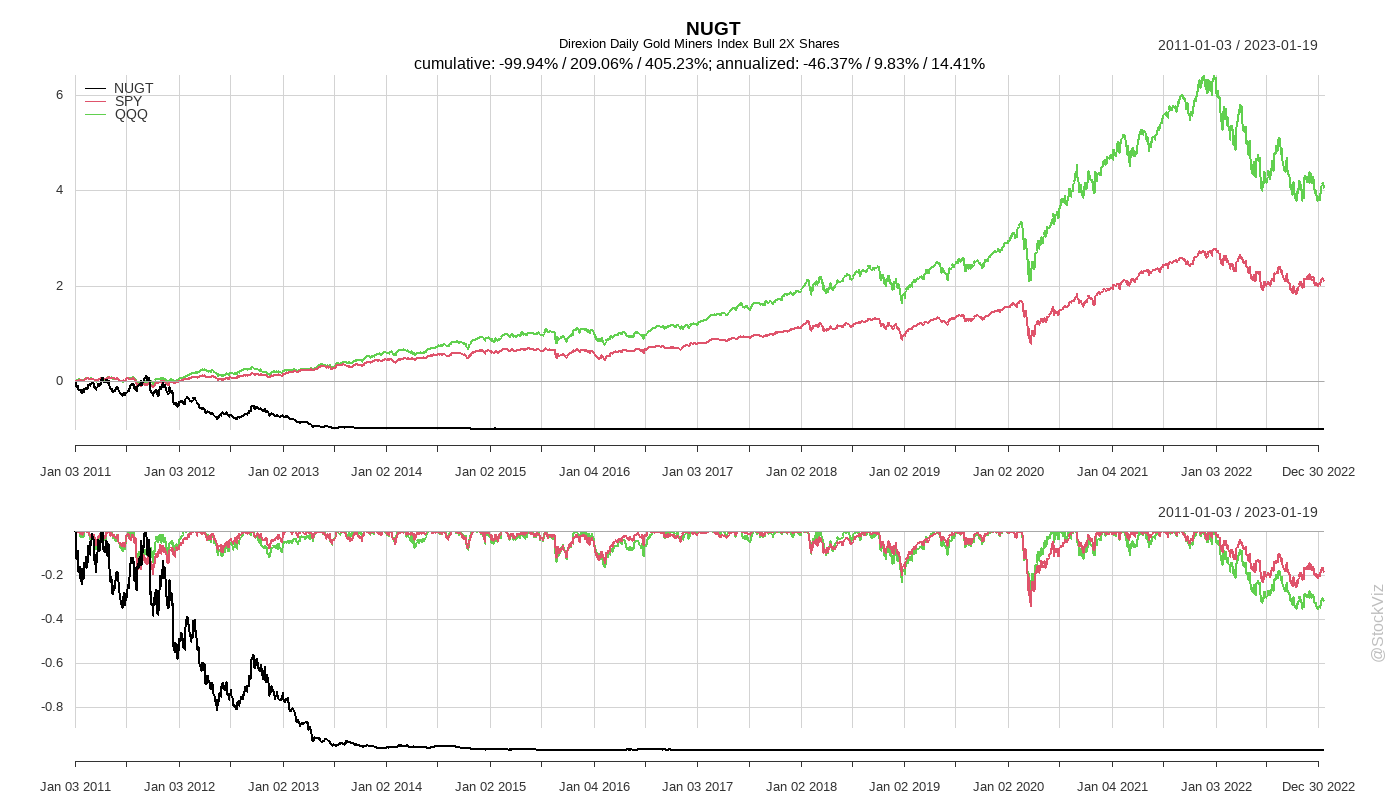 NUGT
Direxion Daily Gold Miners Index Bull 2X Shares
2011-01-03 / 2023-01-19
cumulative: -99.94% / 209.06% / 405.23%; annualized: -46.37% / 9.83% / 14.41%
NUGT
SPY
QQQ
6
4
2
0
Jan 03 2011 Jan 03 2012 Jan 02 2013 Jan 02 2014 Jan 02 2015 Jan 04 2016 Jan 03 2017 Jan 02 2018 Jan 02 2019 Jan 02 2020 Jan 04 2021 Jan 03 2022 Dec 30 2022
2011-01-03 / 2023-01-19
-0.2
-0.4
-0.6
-0.8
Jan 03 2011 Jan 03 2012 Jan 02 2013 Jan 02 2014 Jan 02 2015 Jan 04 2016 Jan 03 2017 Jan 02 2018 Jan 02 2019 Jan 02 2020 Jan 04 2021 Jan 03 2022 Dec 30 2022
@StockViz